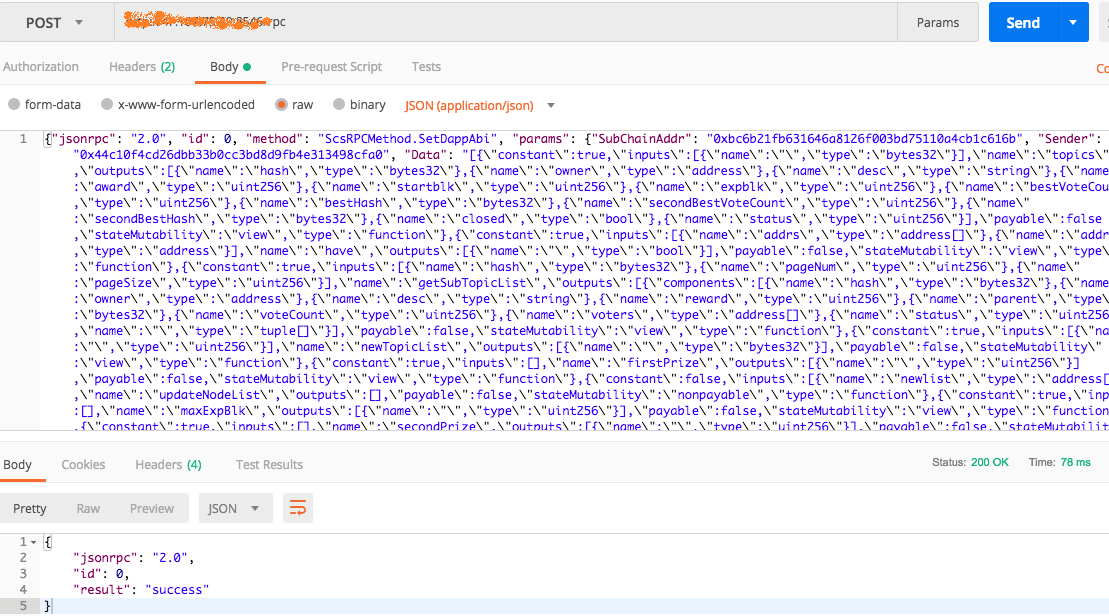 POST
rpc
Params
Send
Authorization
Headers (2)
Body
Pre-request Script
Tests
form-data
x-www-form-urlencoded
raw
binary
JSON (application/json)
1 {"jsonrpc": "2.0", "id": 0, "method": "ScsRPCMethod.SetDappAbi", "params": {"SubChainAddr": "0xbc6b21fb631646a8126f003bd75110a4cb1c616b", "Sender":
"0x44c10f4cd26dbb33b0cc3bd8d9fb4e313498cfa0", "Data": "[{\"constant\":true,\"inputs\":[{\"name\":\"\",\"type\":\"bytes32\"}],\"name\":\"topics\"
,\"outputs\":[{\"name\":\"hash\",\"type\":\"bytes32\"},{\"name\":\"owner\",\"type\":\"address\"},{\"name\":\"desc\",\"type\":\"string\"},{\"name
\"award\",\"type\":\"uint256\"},{\"name\":\"startblk\",\"type\":\"uint256\"},{\"name\":\"expblk\",\"type\":\"uint256\"},{\"name\":\"bestVoteCou
,\"type\":\"uint256\"},{\"name\":\"bestHash\",\"type\":\"bytes32\"},{\"name\":\"secondBestVoteCount\",\"type\":\"uint256\"},{\"name\"
:\"secondBestHash\",\"type\":\"bytes32\"},{\"name\":\"closed\",\"type\":\"bool\"},{\"name\":\"status\",\"type\":\"uint256\"}],\"payable\":false
,\"stateMutability\":\"view\",\"type\":\"function\"},{\"constant\":true,\"inputs\":[{\"name\":\"addrs\",\"type\":\"address[]\"},{\"name\":\"addr
,\"type\":\"address\"}],\"name\":\"have\",\"outputs\":[{\"name\":\"\",\"type\":\"bool\"}],\"payable\":false,\"stateMutability\":\"view\",\"type\"
:\"function\"},{\"constant\":true,\"inputs\":[{\"name\":\"hash\",\"type\":\"bytes32\"},{\"name\":\"pageNum\",\"type\":\"uint256\"},{\"name\"
:\"pageSize\",\"type\":\"uint256\"}],\"name\":\"getSubTopicList\",\"outputs\":[{\"components\":[{\"name\":\"hash\",\"type\":\"bytes32\"},{\"name
:\"owner\",\"type\":\"address\"},{\"name\":\"desc\",\"type\":\"string\"},{\"name\":\"reward\",\"type\":\"uint256\"},{\"name\":\"parent\",\"type
:\"bytes32\"},{\"name\":\"voteCount\",\"type\":\"uint256\"},{\"name\":\"voters\",\"type\":\"address[]\"},{\"name\":\"status\",\"type\":\"uint256
,\"name\":\"\",\"type\":\"tuple[]\"}],\"payable\":false,\"stateMutability\":\"view\",\"type\":\"function\"},{\"constant\":true,\"inputs\":[{\"na
:\"\",\"type\":\"uint256\"}],\"name\":\"newTopicList\",\"outputs\":[{\"name\":\"\",\"type\":\"bytes32\"}],\"payable\":false,\"stateMutability\"
:\"view\",\"type\":\"function\"},{\"constant\":true,\"inputs\":[],\"name\":\"firstPrize\",\"outputs\":[{\"name\":\"\",\"type\":\"uint256\"}]
,\"payable\":false,\"stateMutability\":\"view\",\"type\":\"function\"},{\"constant\":false,\"inputs\":[{\"name\":\"newlist\",\"type\":\"address[
,\"name\":\"updateNodeList\",\"outputs\":[],\"payable\":false,\"stateMutability\":\"nonpayable\",\"type\":\"function\"},{\"constant\":true,\"inp
:[],\"name\":\"maxExpBlk\",\"outputs\":[{\"name\":\"\",\"type\":\"uint256\"}],\"payable\":false,\"stateMutability\":\"view\",\"type\":\"function
,{\"constant\":true,\"inputs\":[],\"name\":\"secondPrize\",\"outputs\":[{\"name\":\"\",\"type\":\"uint256\"}],\"payable\":false,\"stateMutabilit
Body
Cookies
Headers (4)
Test Results
Status: 200 OK
Time: 78 ms
Pretty
Raw
Preview
JSON
1 {
2 "jsonrpc": "2.0",
3 "id": 0,
4 "result": "success"
5 }